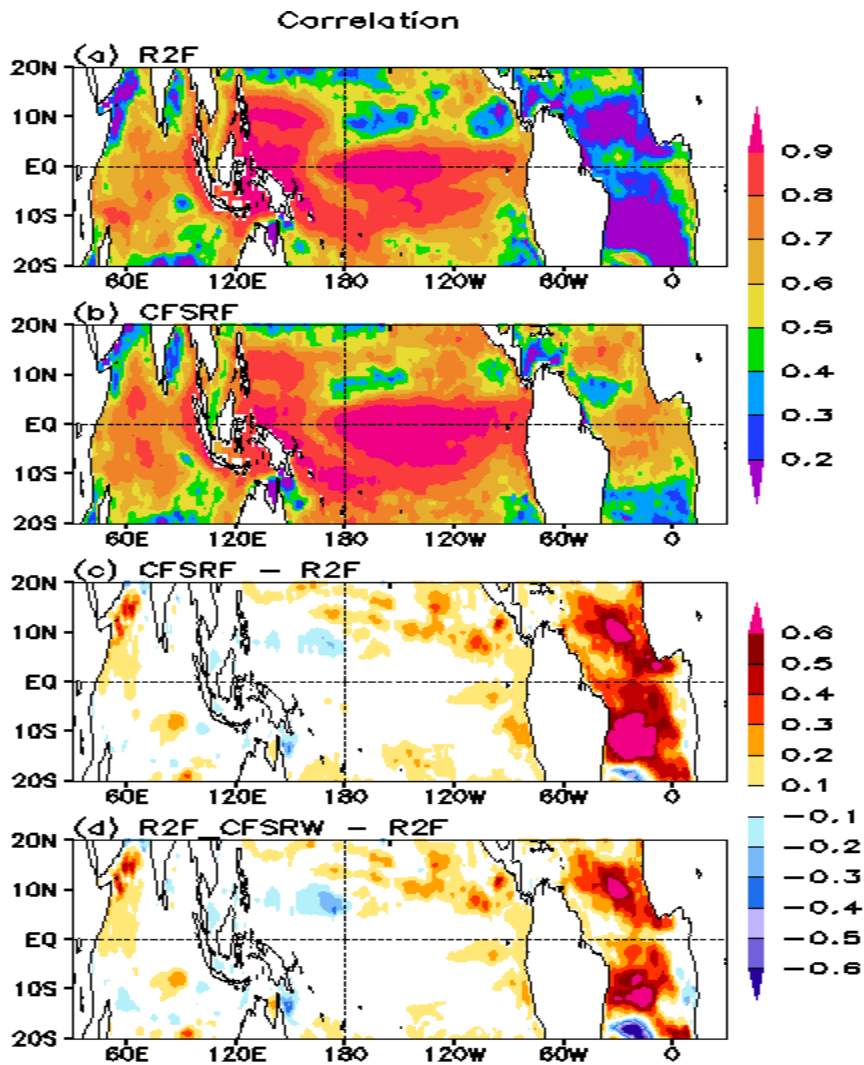 Correlation
(a) R2F
20N
10N
EQ
10S
20S
60E 120E 180 120W 60W 0
(b) CFSRF
20N
10N
EQ
10S
20S
60E 120E 180 120W 60W 0
0.9
0.8
0.7
0.6
0.5
0.4
0.3
0.2
(c) CFSRF - R2F
20N
10N
EQ
10S
20S
60E 120E 180 120W 60W 0
(d) R2F_CFSRW - R2F
20N
10N
EQ
10S
20S
60E 120E 180 120W 60W 0
0.6
0.5
0.4
0.3
0.2
0.1
-0.1
-0.2
-0.3
-0.4
-0.5
-0.6